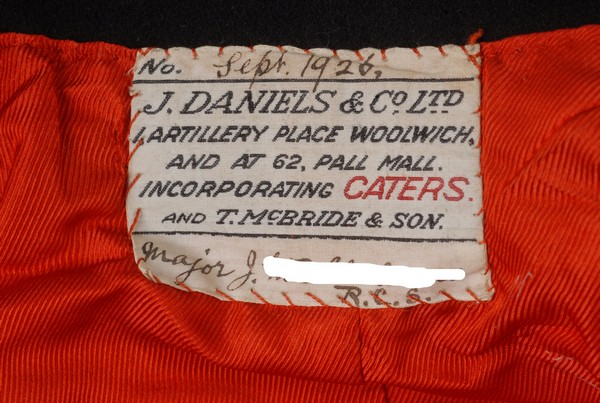 No. Sept. 1926,
J. DANIELS & Co. LTD
1, ARTILLERY PLACE WOOLWICH,
AND AT 62, PALL MALL.
INCORPORATING CATERS.
AND T. McBRIDE & SON.
Major J.
R.C.S.